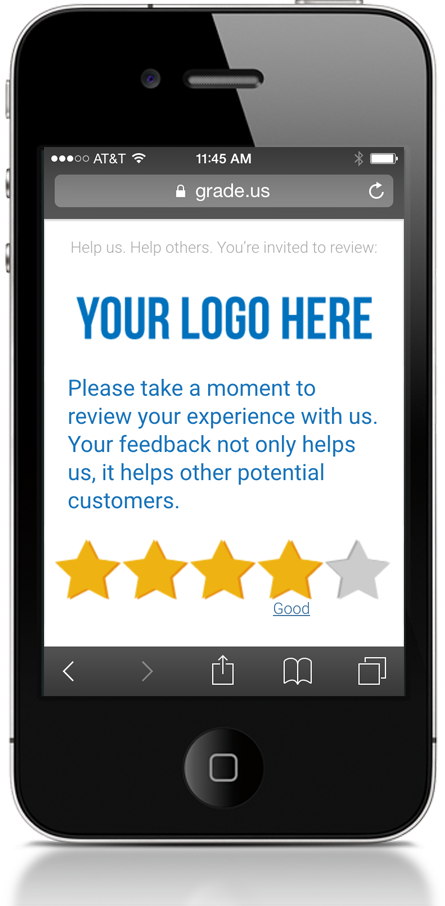 AT&T 11:45 AM
grade.us
Help us. Help others. You're invited to review:
YOUR LOGO HERE
Please take a moment to
review your experience with us.
Your feedback not only helps
us, it helps other potential
customers.
Good